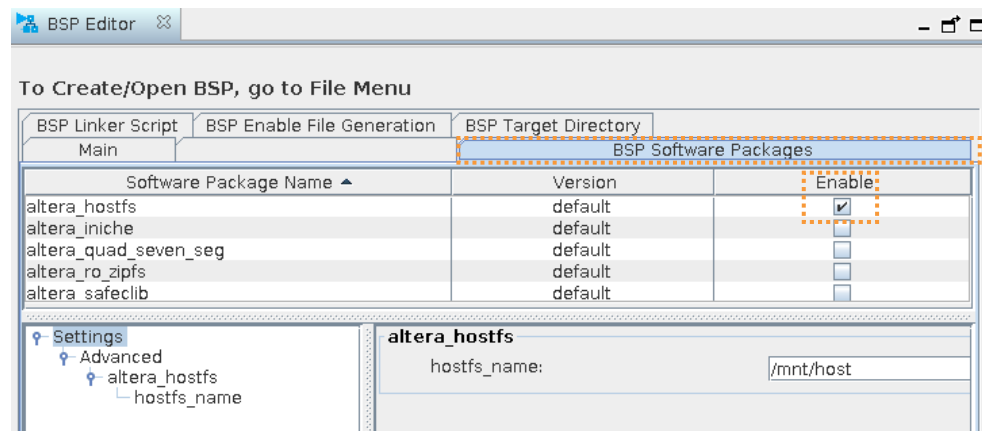 BSP Editor
To Create/Open BSP, go to File Menu
BSP Linker Script BSP Enable File Generation BSP Target Directory
Main BSP Software Packages
Software Package Name Version Enable
altera_hostfs default
altera_iniche default
altera_quad_seven_seg default
altera_ro_zipfs default
altera_safeclib default
Settings
Advanced
altera_hostfs
hostfs_name
altera_hostfs
hostfs_name: /mnt/host